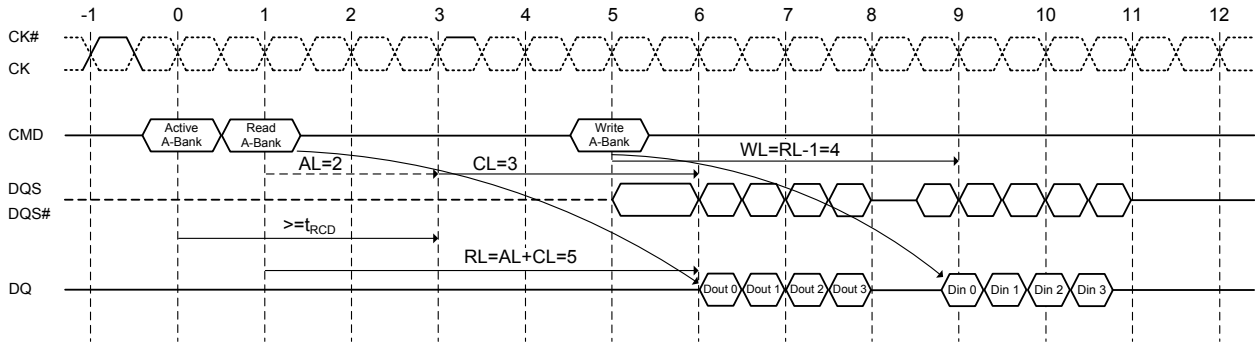 -1 0 1 2 3 4 5 6 7 8 9 10 11 12
CK#
CK
CMD
Active
A-Bank
Read
A-Bank
Write
A-Bank
AL=2
CL=3
WL=RL-1=4
DQS
DQS#
>=tRCD
RL=AL+CL=5
DQ
Dout 0 Dout 1 Dout 2 Dout 3
Din 0 Din 1 Din 2 Din 3